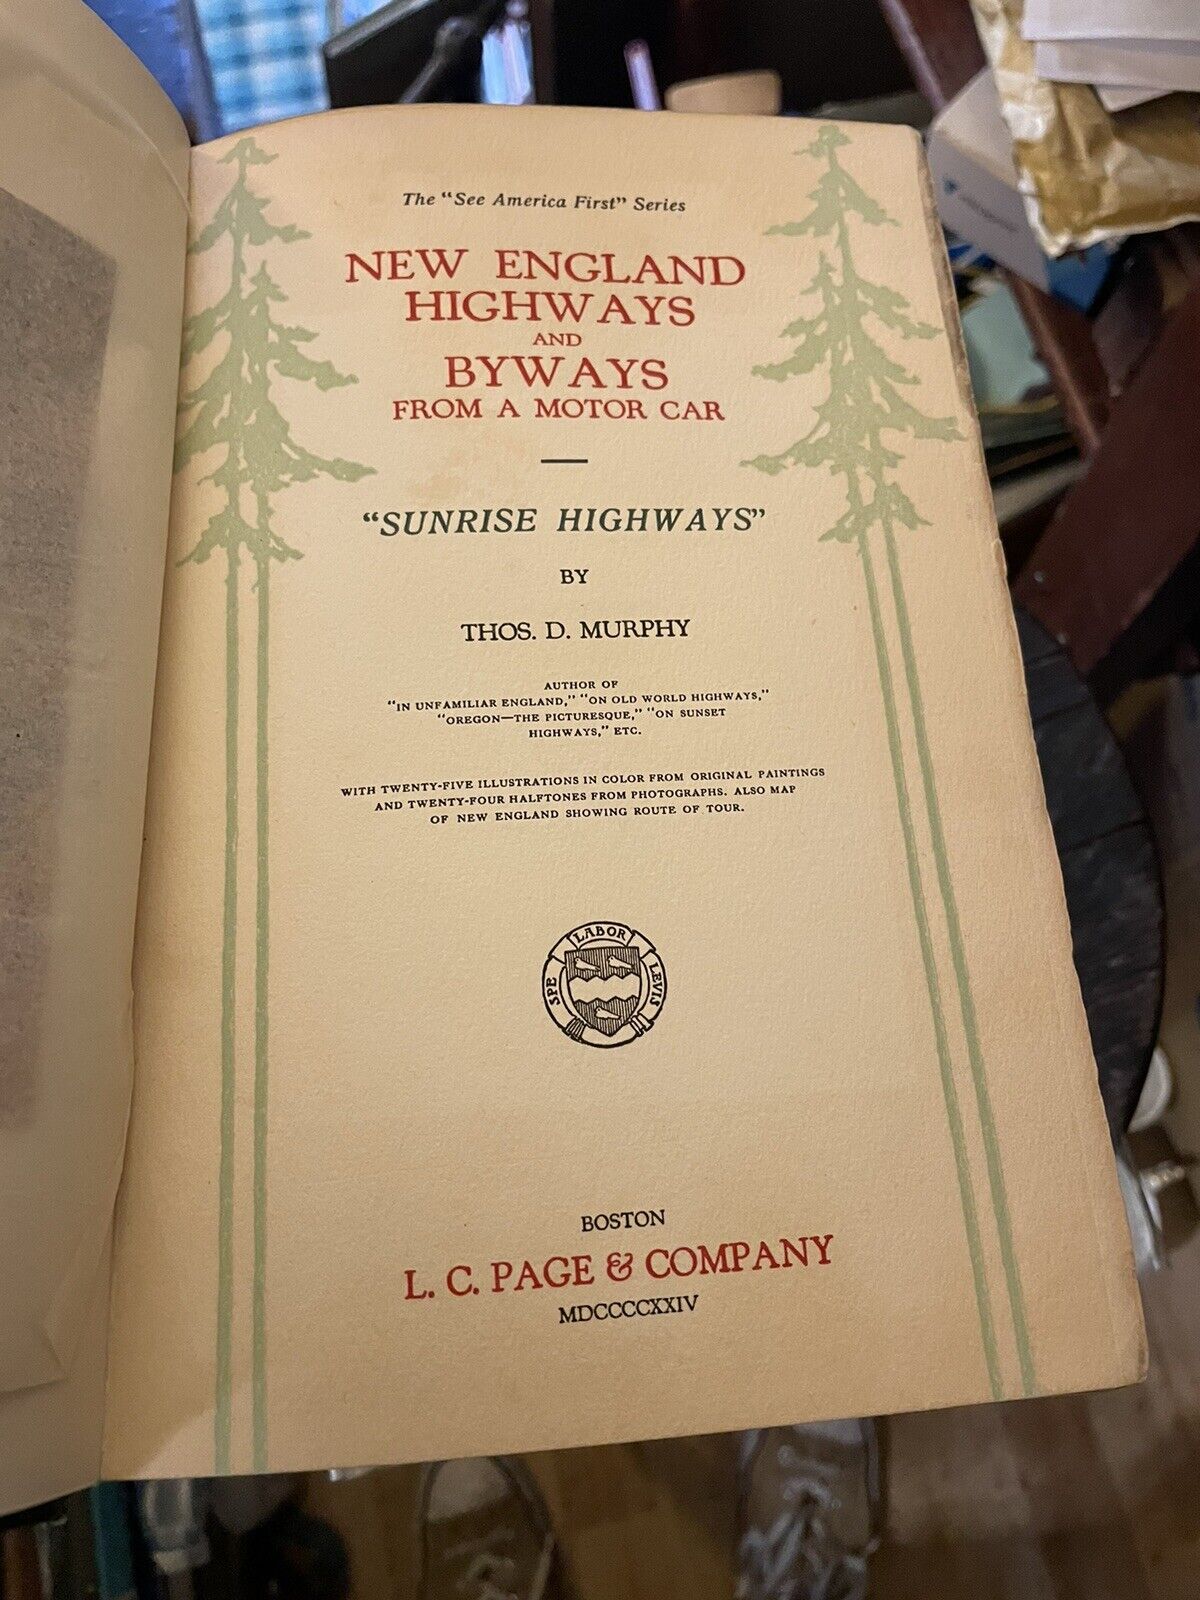 The "See America First" Series
NEW ENGLAND
HIGHWAYS
AND
BYWAYS
FROM A MOTOR CAR
"SUNRISE HIGHWAYS"
BY
THOS. D. MURPHY
AUTHOR OF
"IN UNFAMILIAR ENGLAND," "ON OLD WORLD HIGHWAYS,"
"OREGON—THE PICTURESQUE," "ON SUNSET
HIGHWAYS," ETC.
WITH TWENTY-FIVE ILLUSTRATIONS IN COLOR FROM ORIGINAL PAINTINGS
AND TWENTY-FOUR HALFTONES FROM PHOTOGRAPHS. ALSO MAP
OF NEW ENGLAND SHOWING ROUTE OF TOUR.
SPE LABOR LEVIS
BOSTON
L. C. PAGE & COMPANY
MDCCCCXXIV